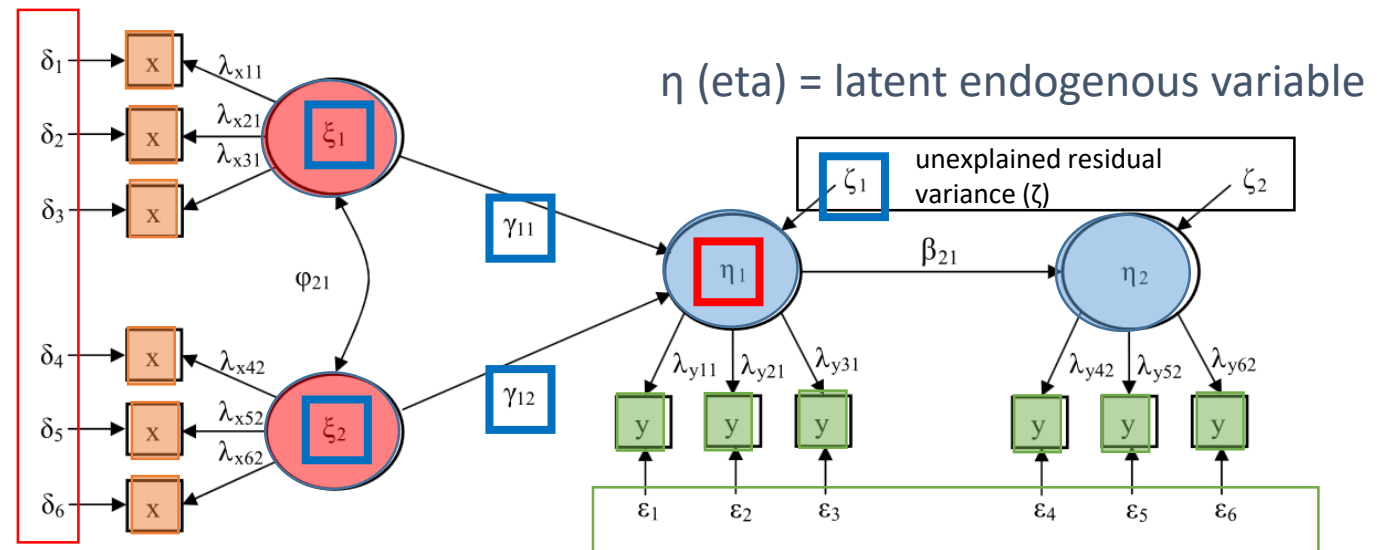 η (eta) = latent endogenous variable
unexplained residual
variance (ζ)
δ₁
x
λₓ₁₁
δ₂
x
λₓ₂₁
δ₃
x
λₓ₃₁
ξ₁
φ₂₁
δ₄
x
λₓ₄₂
δ₅
x
λₓ₅₂
δ₆
x
λₓ₆₂
ξ₂
γ₁₁
γ₁₂
ζ₁
η₁
β₂₁
ζ₂
η₂
λy₁₁
λy₂₁
λy₃₁
λy₄₂
λy₅₂
λy₆₂
y
y
y
y
y
y
ε₁
ε₂
ε₃
ε₄
ε₅
ε₆